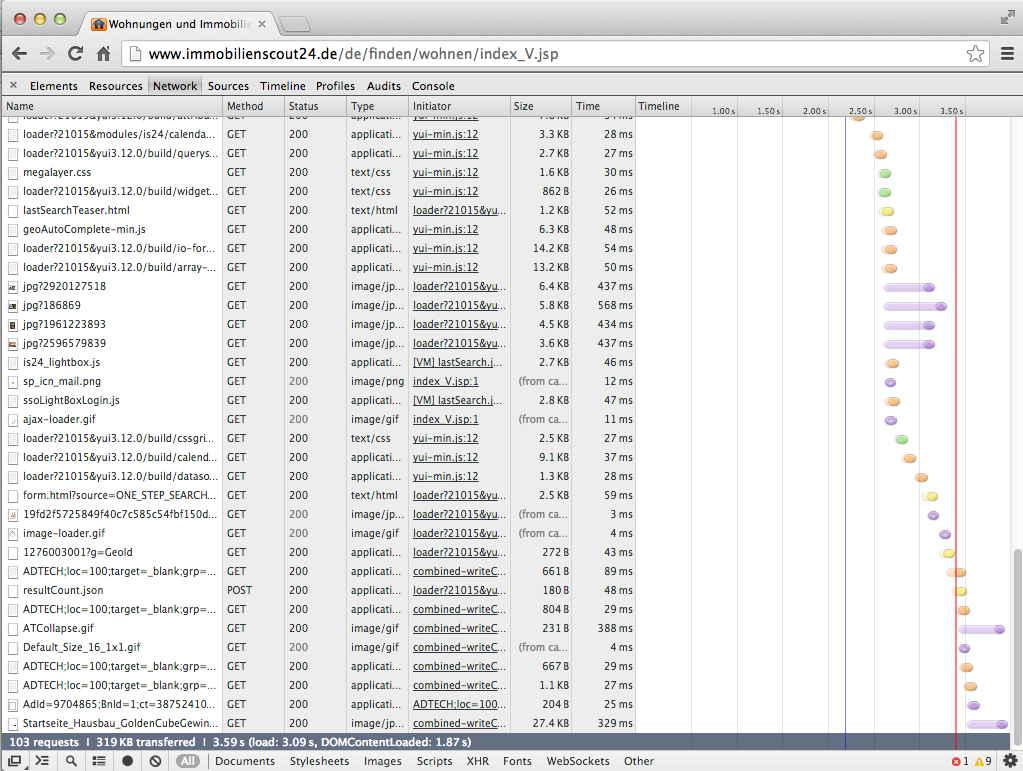 Wohnungen und Immobilie
www.immobilienscout24.de/de/finden/wohnen/index_V.jsp
× Elements Resources Network Sources Timeline Profiles Audits Console
Name Method Status Type Initiator Size Time Timeline 1.00 s 1.50 s 2.00 s 2.50 s 3.00 s 3.50 s
loader?21015&modules/is24/calenda... GET 200 applicati... yui-min.js:12 3.3 KB 28 ms
loader?21015&yui3.12.0/build/querys... GET 200 applicati... yui-min.js:12 2.7 KB 27 ms
megalayer.css GET 200 text/css yui-min.js:12 1.6 KB 30 ms
loader?21015&yui3.12.0/build/widget... GET 200 text/css yui-min.js:12 862 B 26 ms
lastSearchTeaser.html GET 200 text/html loader?21015&yu... 1.2 KB 52 ms
geoAutoComplete-min.js GET 200 applicati... yui-min.js:12 6.3 KB 48 ms
loader?21015&yui3.12.0/build/io-for... GET 200 applicati... yui-min.js:12 14.2 KB 54 ms
loader?21015&yui3.12.0/build/array-... GET 200 applicati... yui-min.js:12 13.2 KB 50 ms
jpg?2920127518 GET 200 image/jp... loader?21015&yu... 6.4 KB 437 ms
jpg?186869 GET 200 image/jp... loader?21015&yu... 5.8 KB 568 ms
jpg?1961223893 GET 200 image/jp... loader?21015&yu... 4.5 KB 434 ms
jpg?2596579839 GET 200 image/jp... loader?21015&yu... 3.6 KB 437 ms
is24_lightbox.js GET 200 applicati... [VM] lastSearch.j... 2.7 KB 46 ms
sp_icn_mail.png GET 200 image/png index_V.jsp:1 (from ca... 12 ms
ssoLightBoxLogin.js GET 200 applicati... [VM] lastSearch.j... 2.8 KB 47 ms
ajax-loader.gif GET 200 image/gif index_V.jsp:1 (from ca... 11 ms
loader?21015&yui3.12.0/build/cssgri... GET 200 text/css yui-min.js:12 2.5 KB 27 ms
loader?21015&yui3.12.0/build/calend... GET 200 applicati... yui-min.js:12 9.1 KB 37 ms
loader?21015&yui3.12.0/build/dataso... GET 200 applicati... yui-min.js:12 1.3 KB 28 ms
form.html?source=ONE_STEP_SEARCH... GET 200 text/html loader?21015&yu... 2.5 KB 59 ms
19fd2f5725849f40c7c585c54fbf150d... GET 200 image/jp... loader?21015&yu... (from ca... 3 ms
image-loader.gif GET 200 image/gif loader?21015&yu... (from ca... 4 ms
1276003001?g=GeoId GET 200 applicati... loader?21015&yu... 272 B 43 ms
ADTECH;loc=100;target=_blank;grp=... GET 200 applicati... combined-writeC... 661 B 89 ms
resultCount.json POST 200 applicati... loader?21015&yu... 180 B 48 ms
ADTECH;loc=100;target=_blank;grp=... GET 200 applicati... combined-writeC... 804 B 29 ms
ATCollapse.gif GET 200 image/gif combined-writeC... 231 B 388 ms
Default_Size_16_1x1.gif GET 200 image/gif combined-writeC... (from ca... 4 ms
ADTECH;loc=100;target=_blank;grp=... GET 200 applicati... combined-writeC... 667 B 29 ms
ADTECH;loc=100;target=_blank;grp=... GET 200 applicati... combined-writeC... 1.1 KB 27 ms
AdId=9704865;BnId=1;ct=38752410... GET 200 applicati... ADTECH;loc=100... 204 B 25 ms
Startseite_Hausbau_GoldenCubeGewin... GET 200 image/jp... combined-writeC... 27.4 KB 329 ms
103 requests | 319 KB transferred | 3.59 s (load: 3.09 s, DOMContentLoaded: 1.87 s)
All Documents Stylesheets Images Scripts XHR Fonts WebSockets Other 1 9